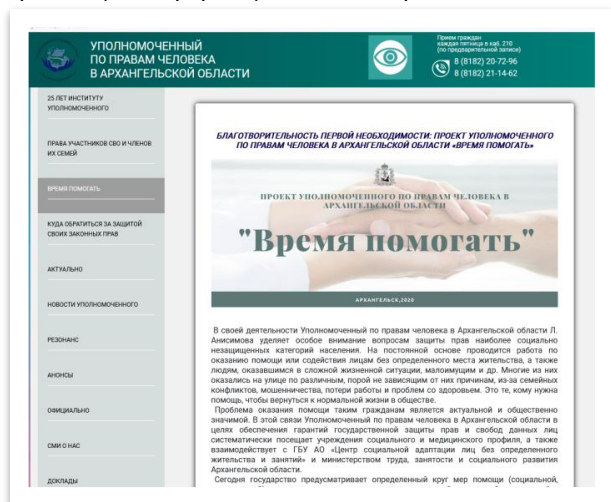 УПОЛНОМОЧЕННЫЙ
ПО ПРАВАМ ЧЕЛОВЕКА
В АРХАНГЕЛЬСКОЙ ОБЛАСТИ
Прием граждан
каждая пятница в каб. 210
(по предварительной записи)
8 (8182) 20-72-96
8 (8182) 21-14-62
25 ЛЕТ ИНСТИТУТУ
УПОЛНОМОЧЕННОГО
ПРАВА УЧАСТНИКОВ СВО И ЧЛЕНОВ
ИХ СЕМЕЙ
ВРЕМЯ ПОМОГАТЬ
КУДА ОБРАТИТЬСЯ ЗА ЗАЩИТОЙ
СВОИХ ЗАКОННЫХ ПРАВ
АКТУАЛЬНО
НОВОСТИ УПОЛНОМОЧЕННОГО
РЕЗОНАНС
АНОНСЫ
ОФИЦИАЛЬНО
СМИ О НАС
ДОКЛАДЫ
БЛАГОТВОРИТЕЛЬНОСТЬ ПЕРВОЙ НЕОБХОДИМОСТИ: ПРОЕКТ УПОЛНОМОЧЕННОГО
ПО ПРАВАМ ЧЕЛОВЕКА В АРХАНГЕЛЬСКОЙ ОБЛАСТИ «ВРЕМЯ ПОМОГАТЬ»
ПРОЕКТ УПОЛНОМОЧЕННОГО ПО ПРАВАМ ЧЕЛОВЕКА В
АРХАНГЕЛЬСКОЙ ОБЛАСТИ
"Время помогать"
АРХАНГЕЛЬСК,2020
В своей деятельности Уполномоченный по правам человека в Архангельской области Л.
Анисимова уделяет особое внимание вопросам защиты прав наиболее социально
незащищенных категорий населения. На постоянной основе проводится работа по
оказанию помощи или содействия лицам без определенного места жительства, а также
людям, оказавшимся в сложной жизненной ситуации, малоимущим и др. Многие из них
оказались на улице по различным, порой не зависящим от них причинам, из-за семейных
конфликтов, мошенничества, потери работы и проблем со здоровьем. Это те, кому нужна
помощь, чтобы вернуться к нормальной жизни в обществе.
Проблема оказания помощи таким гражданам является актуальной и общественно
значимой. В этой связи Уполномоченный по правам человека в Архангельской области в
целях обеспечения гарантий государственной защиты прав и свобод данных лиц
систематически посещает учреждения социального и медицинского профиля, а также
взаимодействует с ГБУ АО «Центр социальной адаптации лиц без определенного
жительства и занятий» и министерством труда, занятости и социального развития
Архангельской области.
Сегодня государство предусматривает определенный круг мер помощи (социальной,